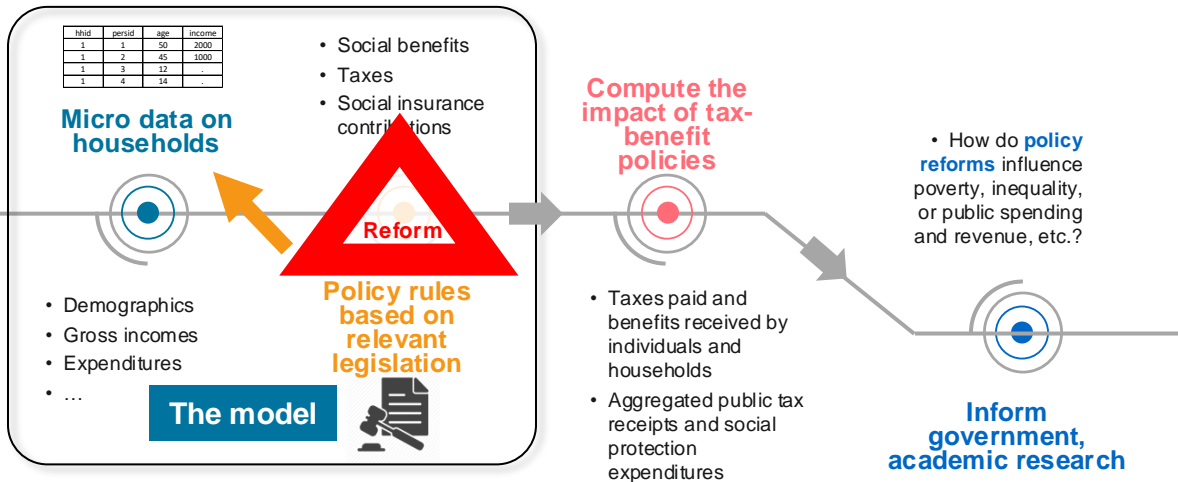 hhid persid age income
1 1 50 2000
1 2 45 1000
1 3 12 .
1 4 14 .
Micro data on
households
• Demographics
• Gross incomes
• Expenditures
• …
• Social benefits
• Taxes
• Social insurance
contributions
Reform
Policy rules
based on
relevant
legislation
The model
Compute the
impact of tax-
benefit
policies
• Taxes paid and
benefits received by
individuals and
households
• Aggregated public tax
receipts and social
protection
expenditures
• How do policy
reforms influence
poverty, inequality,
or public spending
and revenue, etc.?
Inform
government,
academic research